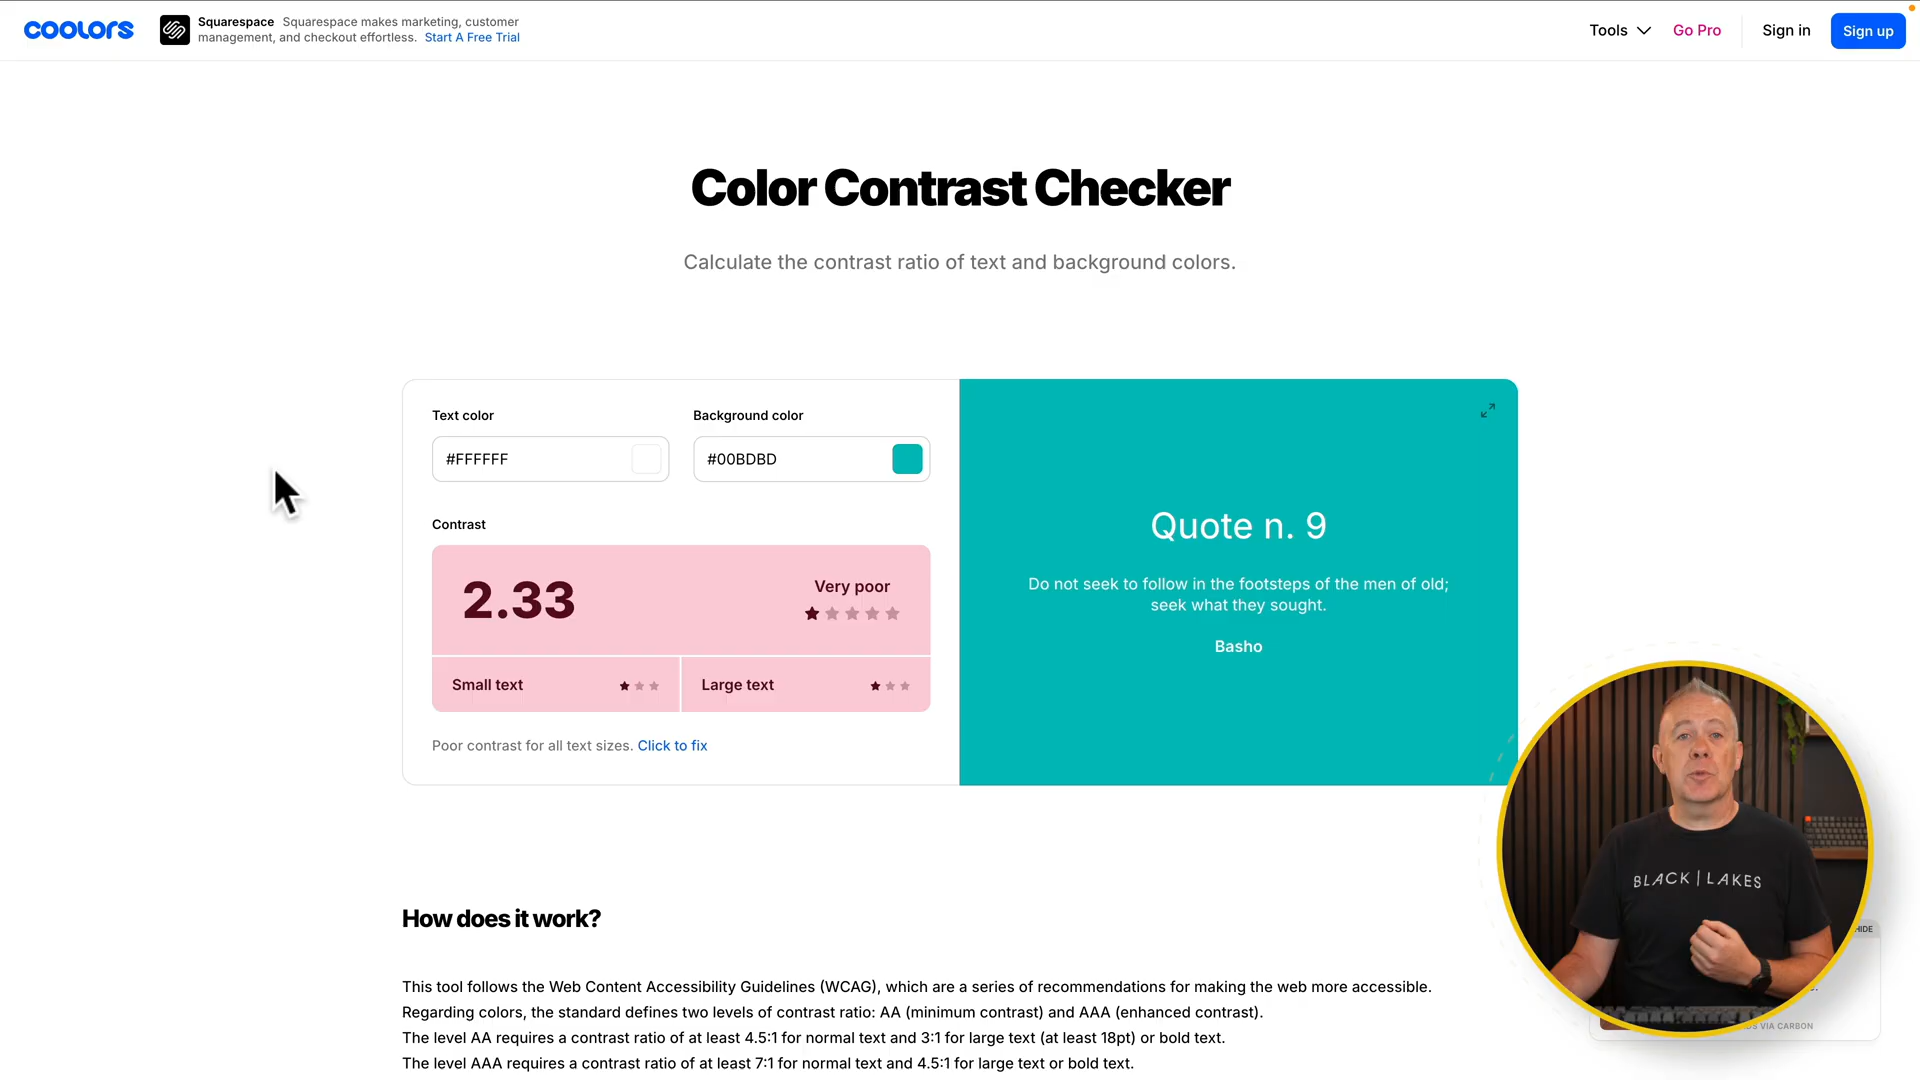 coolors
Squarespace Squarespace makes marketing, customer
management, and checkout effortless. Start A Free Trial
Tools
Go Pro
Sign in
Sign up
Color Contrast Checker
Calculate the contrast ratio of text and background colors.
Text color
Background color
#FFFFFF
#00BDBD
Contrast
2.33
Very poor
Small text
Large text
Poor contrast for all text sizes. Click to fix
Quote n. 9
Do not seek to follow in the footsteps of the men of old;
seek what they sought.
Basho
BLACK | LAKES
HIDE
ADS VIA CARBON
How does it work?
This tool follows the Web Content Accessibility Guidelines (WCAG), which are a series of recommendations for making the web more accessible.
Regarding colors, the standard defines two levels of contrast ratio: AA (minimum contrast) and AAA (enhanced contrast).
The level AA requires a contrast ratio of at least 4.5:1 for normal text and 3:1 for large text (at least 18pt) or bold text.
The level AAA requires a contrast ratio of at least 7:1 for normal text and 4.5:1 for large text or bold text.